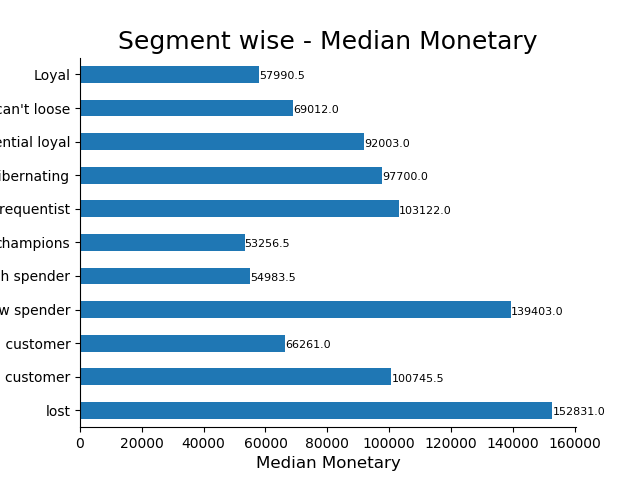 Segment wise - Median Monetary
Loyal 57990.5
can't loose 69012.0
ential loyal 92003.0
ibernating 97700.0
requentist 103122.0
champions 53256.5
h spender 54983.5
w spender 139403.0
customer 66261.0
customer 100745.5
lost 152831.0
0 20000 40000 60000 80000 100000 120000 140000 160000
Median Monetary